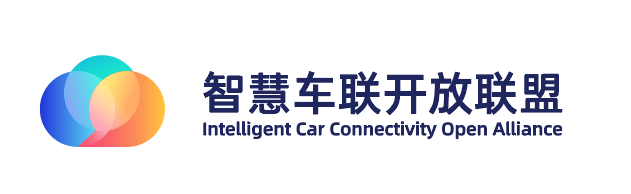 智慧车联开放联盟
Intelligent Car Connectivity Open Alliance